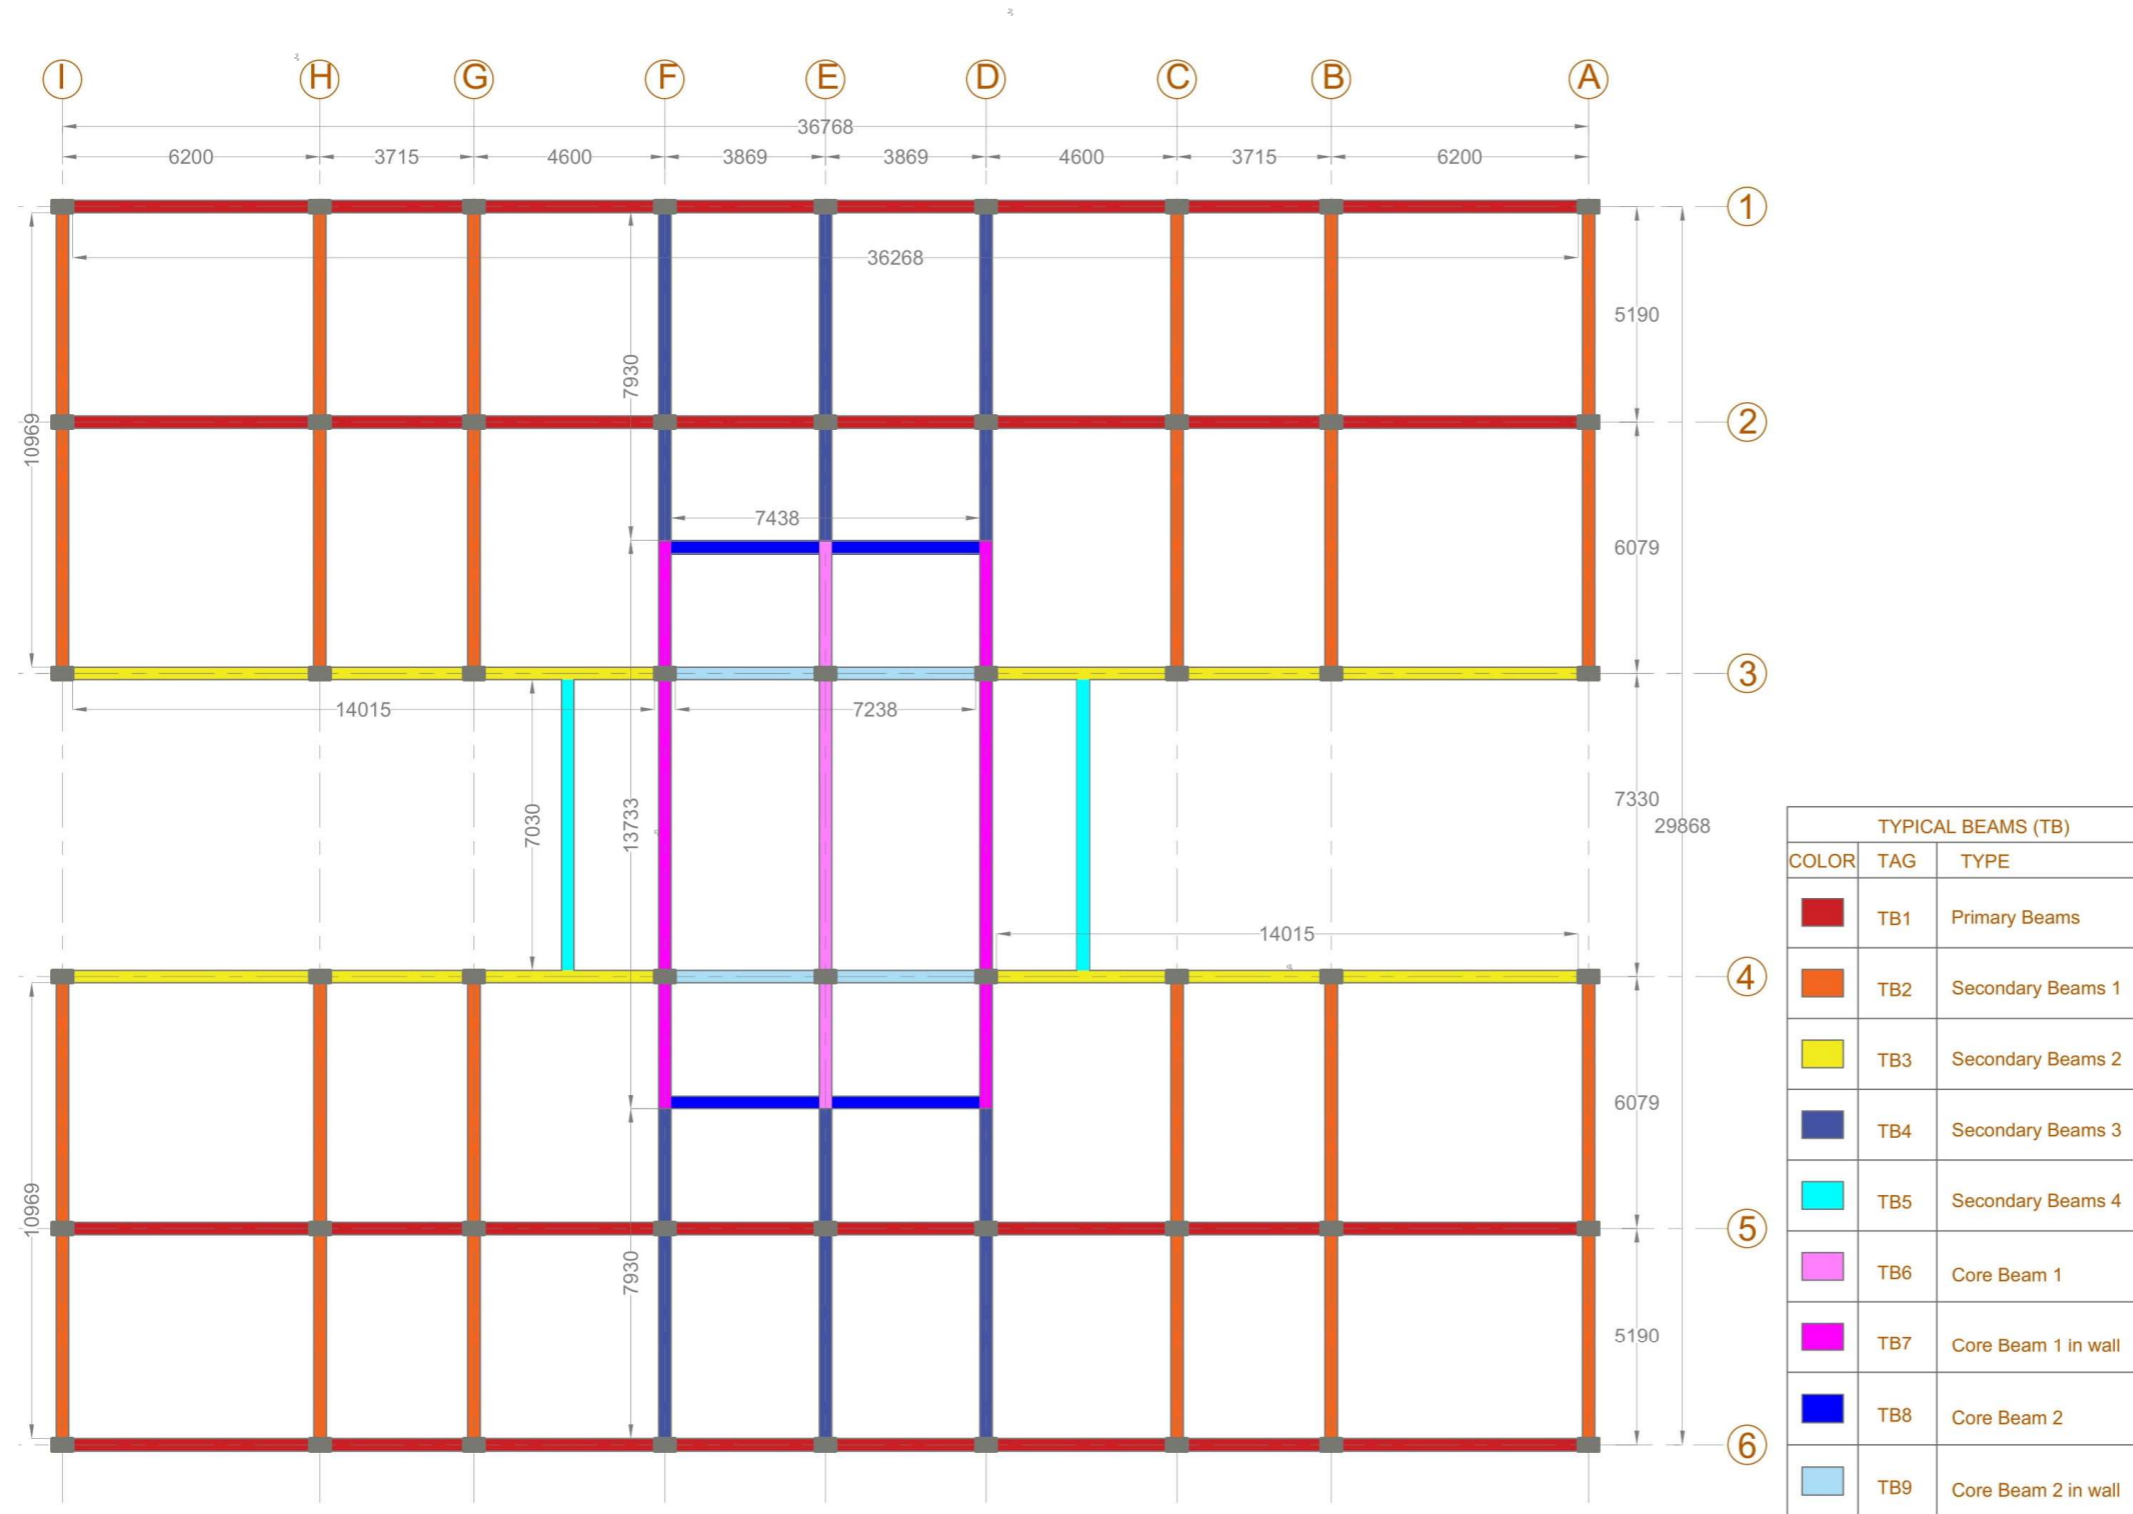 I H G F E D C B A
36768
6200 3715 4600 3869 3869 4600 3715 6200
1
36268
5190
7930
10969
2
7438
6079
3
14015 7238
7330
7030
13733
29868
14015
4
6079
10969
5
7930
5190
6
TYPICAL BEAMS (TB)
COLOR TAG TYPE
TB1 Primary Beams
TB2 Secondary Beams 1
TB3 Secondary Beams 2
TB4 Secondary Beams 3
TB5 Secondary Beams 4
TB6 Core Beam 1
TB7 Core Beam 1 in wall
TB8 Core Beam 2
TB9 Core Beam 2 in wall